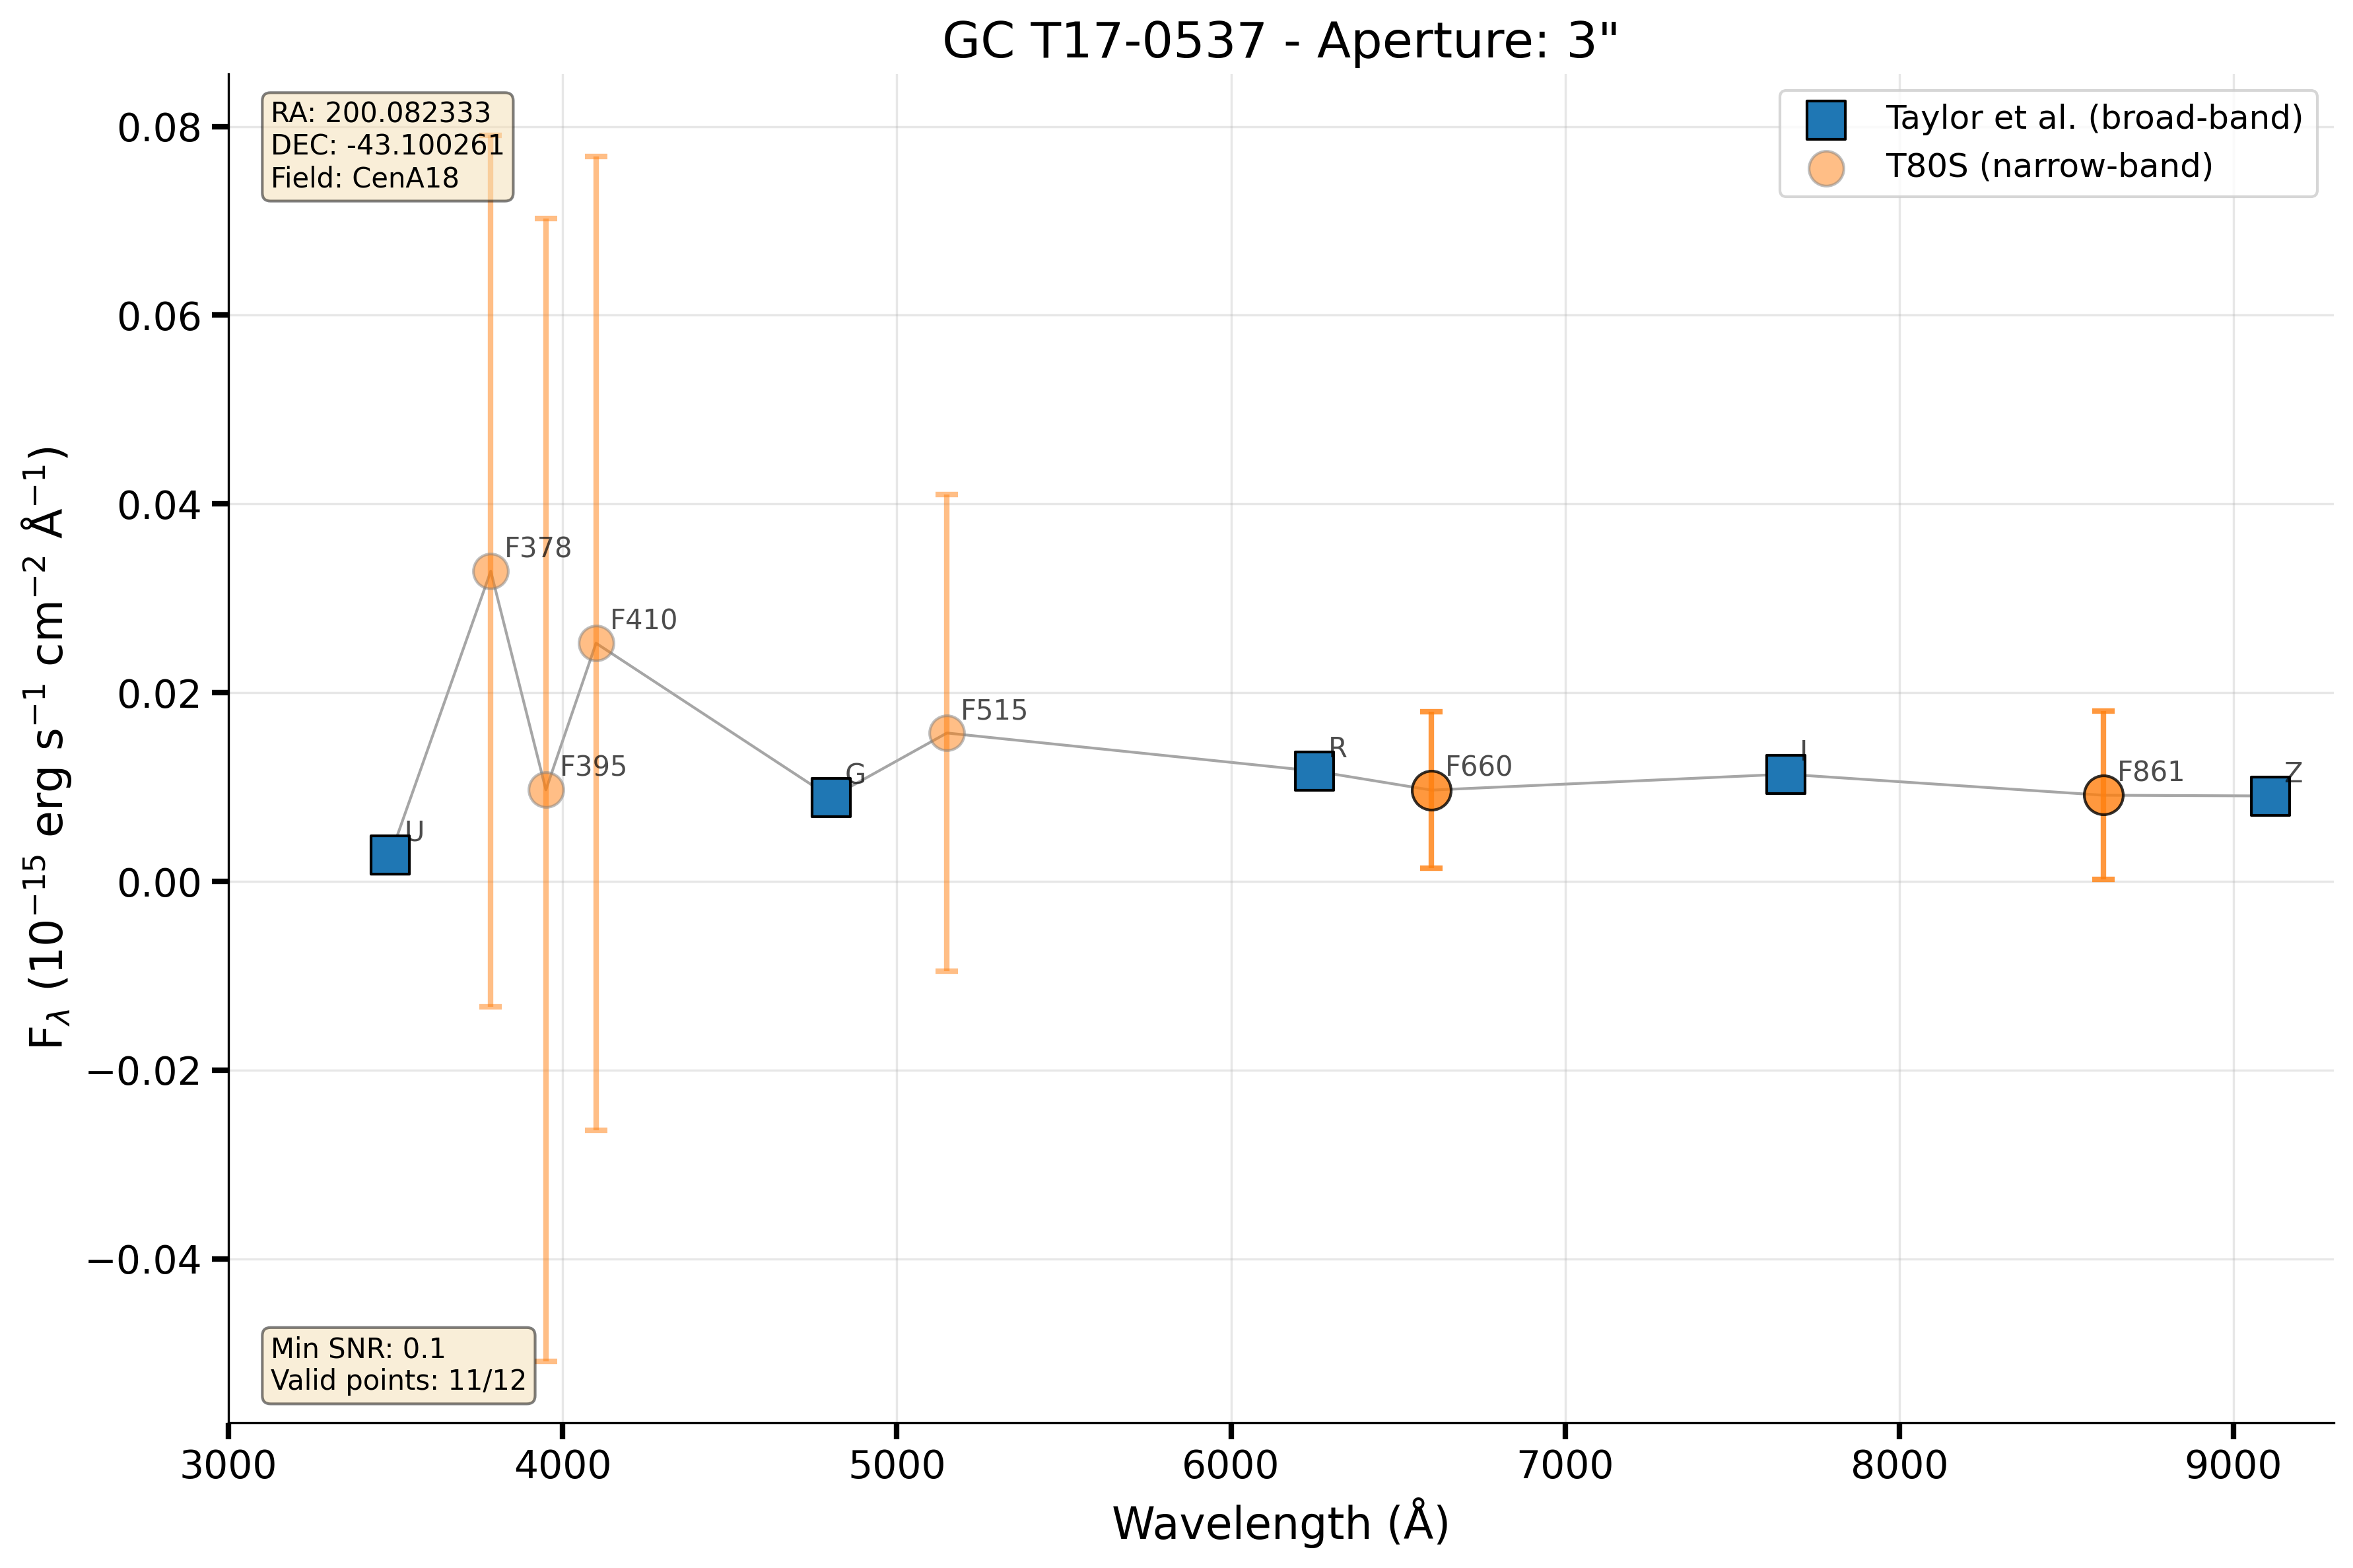 GC T17-0537 - Aperture: 3"
RA: 200.082333
DEC: -43.100261
Field: CenA18
Taylor et al. (broad-band)
T80S (narrow-band)
0.08
0.06
0.04
0.02
0.00
−0.02
−0.04
F_λ (10⁻¹⁵ erg s⁻¹ cm⁻² Å⁻¹)
U
F378
F395
F410
G
F515
R
F660
I
F861
Z
Min SNR: 0.1
Valid points: 11/12
3000 4000 5000 6000 7000 8000 9000
Wavelength (Å)